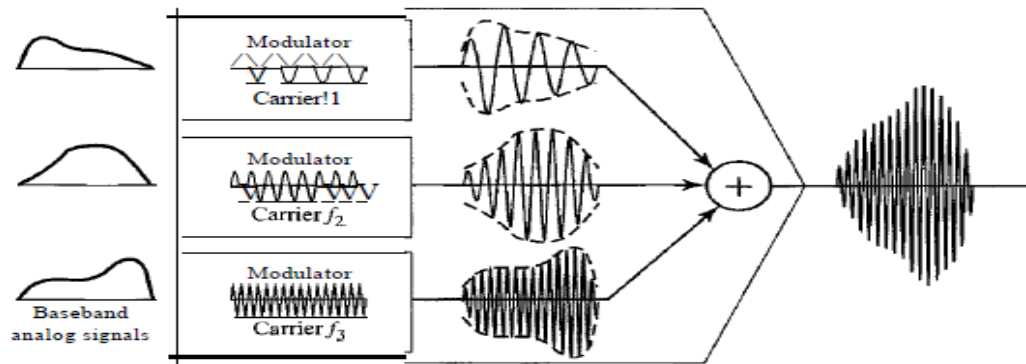 Modulator
Carrier!1
Modulator
Carrier f2
Modulator
Carrier f3
Baseband
analog signals
+